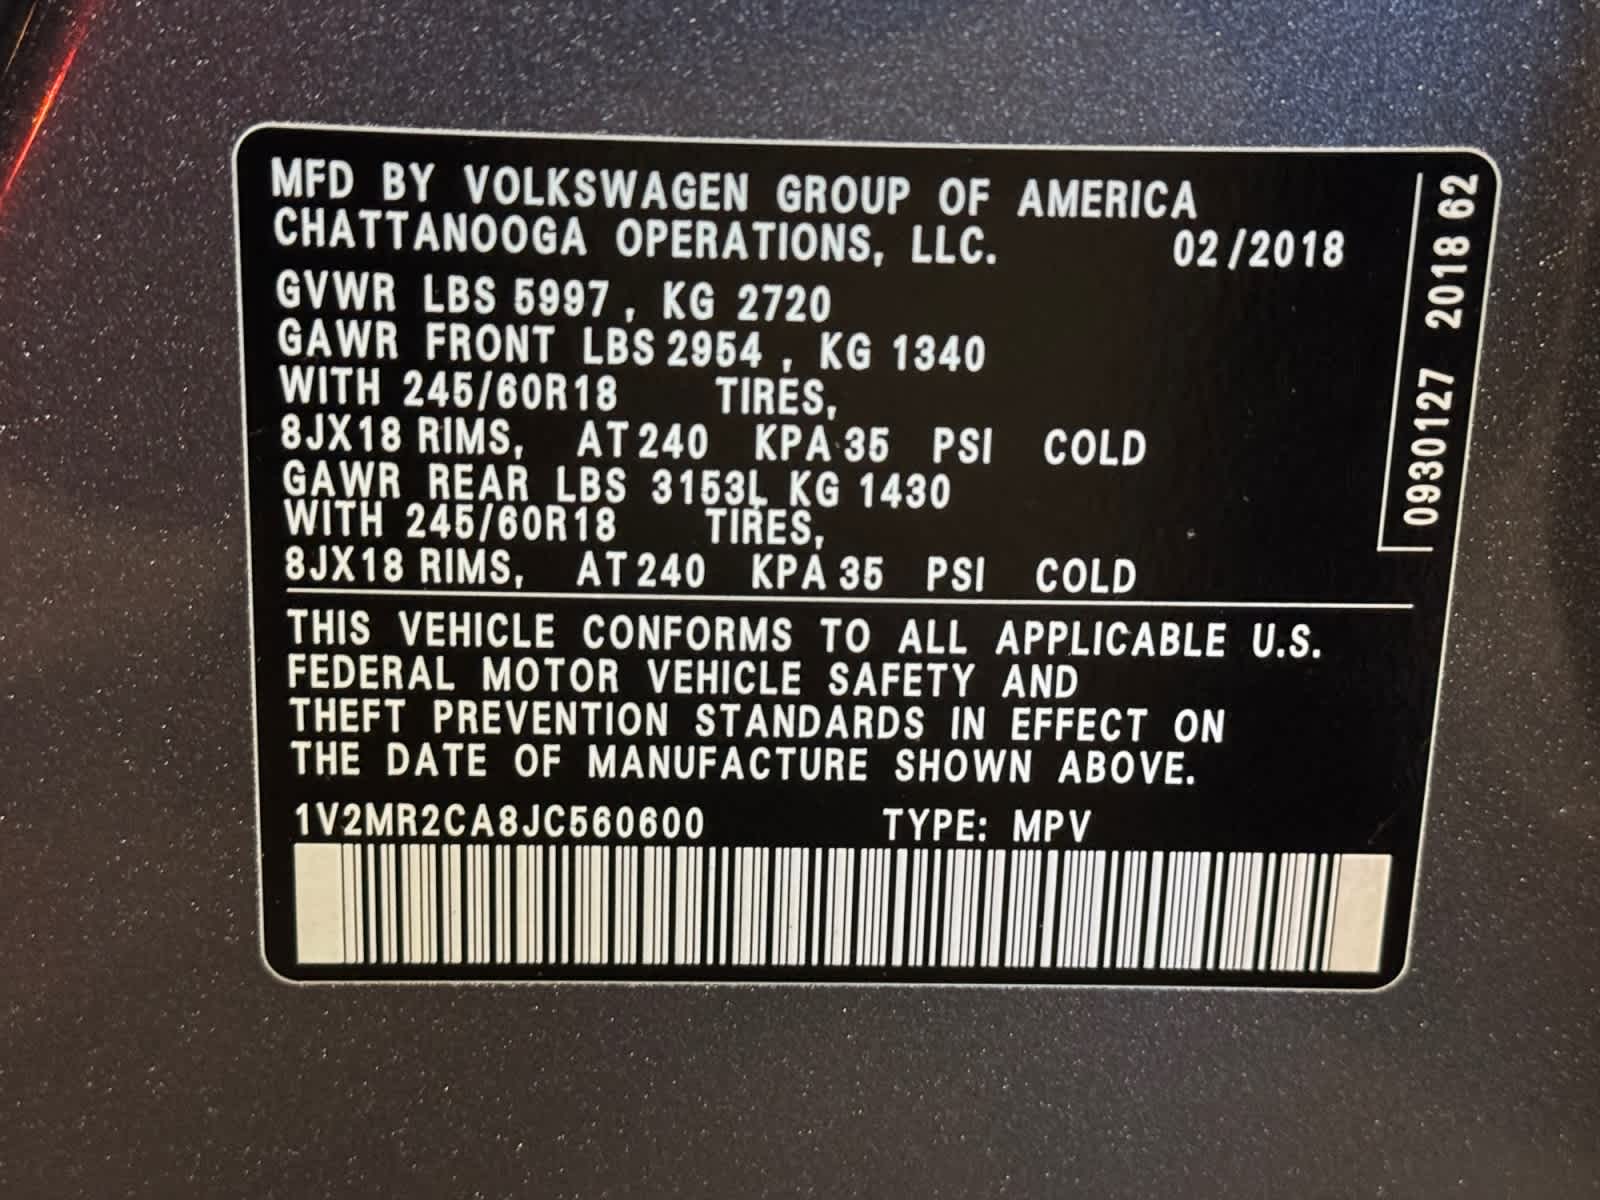 MFD BY VOLKSWAGEN GROUP OF AMERICA
CHATTANOOGA OPERATIONS, LLC. 02/2018
GVWR LBS 5997 , KG 2720
GAWR FRONT LBS 2954 , KG 1340
WITH 245/60R18 TIRES,
8JX18 RIMS, AT 240 KPA 35 PSI COLD
GAWR REAR LBS 3153L KG 1430
WITH 245/60R18 TIRES,
8JX18 RIMS, AT 240 KPA 35 PSI COLD
THIS VEHICLE CONFORMS TO ALL APPLICABLE U.S.
FEDERAL MOTOR VEHICLE SAFETY AND
THEFT PREVENTION STANDARDS IN EFFECT ON
THE DATE OF MANUFACTURE SHOWN ABOVE.
1V2MR2CA8JC560600 TYPE: MPV
0930127 2018 62